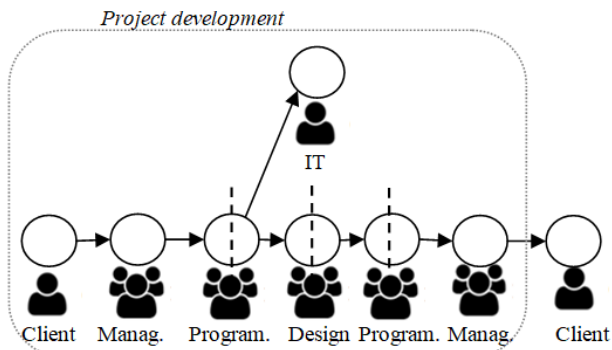 Project development
IT
Client Manag. Program. Design Program. Manag. Client